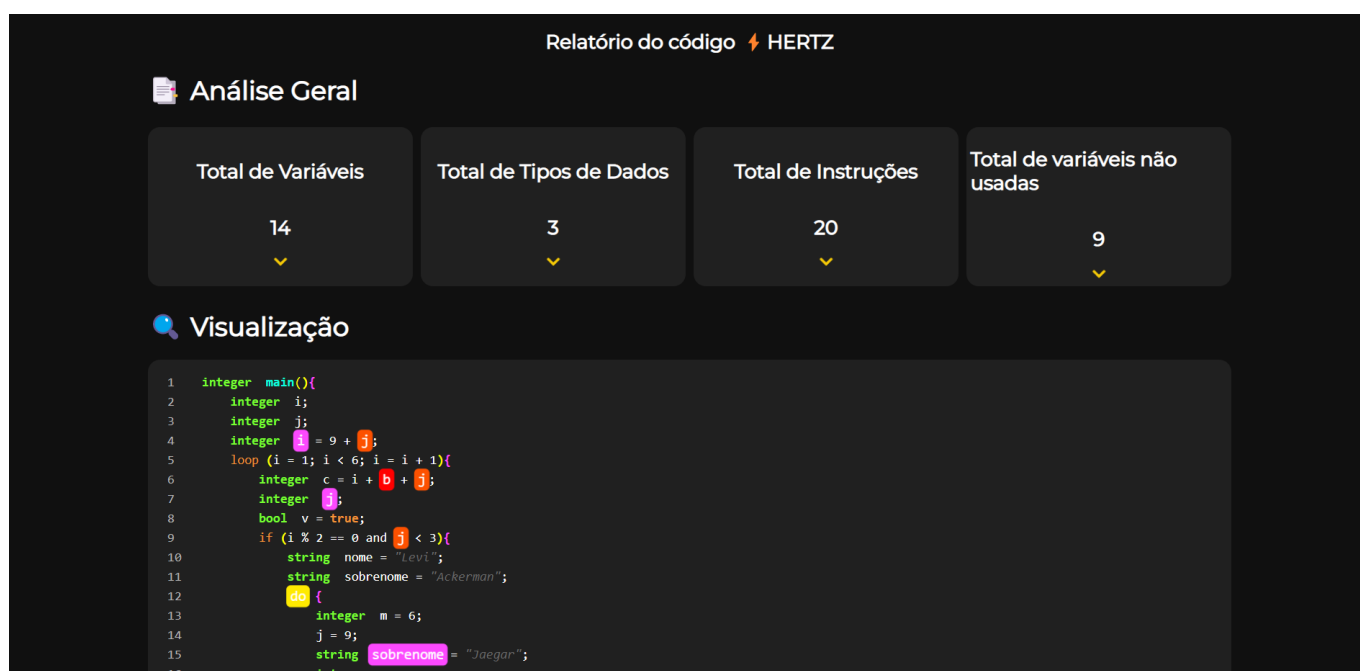 Relatório do código HERTZ
Análise Geral
Total de Variáveis
14
Total de Tipos de Dados
3
Total de Instruções
20
Total de variáveis não
usadas
9
Visualização
1 integer main(){
2 integer i;
3 integer j;
4 integer i = 9 + j;
5 loop (i = 1; i < 6; i = i + 1){
6 integer c = i + b + j;
7 integer j;
8 bool v = true;
9 if (i % 2 == 0 and j < 3){
10 string nome = "Levi";
11 string sobrenome = "Ackerman";
12 do {
13 integer m = 6;
14 j = 9;
15 string sobrenome = "Jaegar";